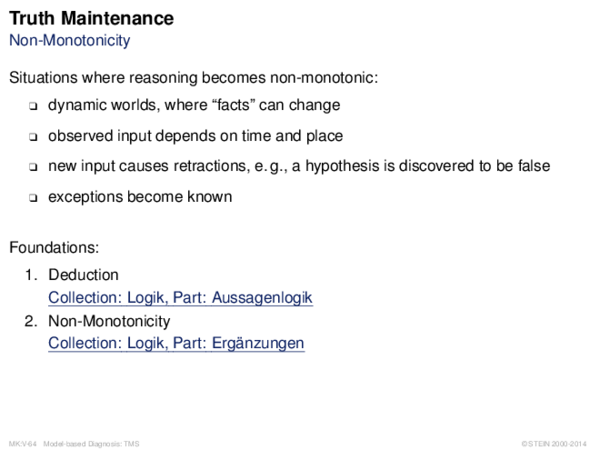 Truth Maintenance
Non-Monotonicity
Situations where reasoning becomes non-monotonic:
❑ dynamic worlds, where “facts” can change
❑ observed input depends on time and place
❑ new input causes retractions, e. g., a hypothesis is discovered to be false
❑ exceptions become known
Foundations:
1. Deduction
Collection: Logik, Part: Aussagenlogik
2. Non-Monotonicity
Collection: Logik, Part: Ergänzungen
MK:V-64 Model-based Diagnosis: TMS ©STEIN 2000-2014